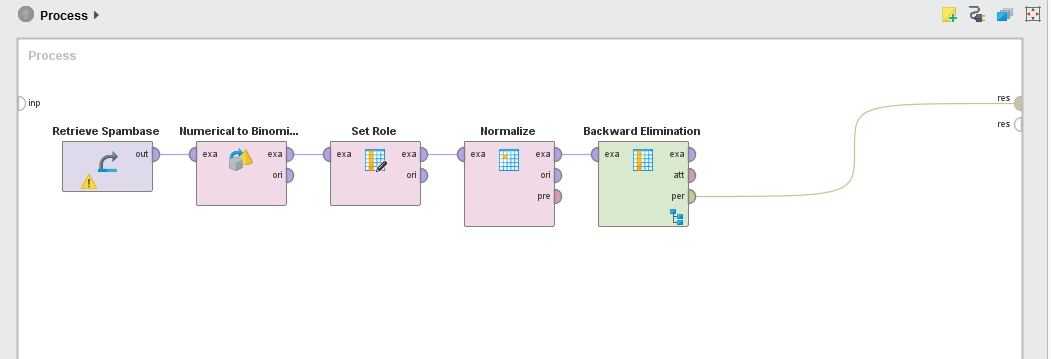 Process
Process
inp
res
res
Retrieve Spambase
out
Numerical to Binomi...
exa
exa
ori
Set Role
exa
exa
ori
Normalize
exa
exa
ori
pre
Backward Elimination
exa
exa
att
per